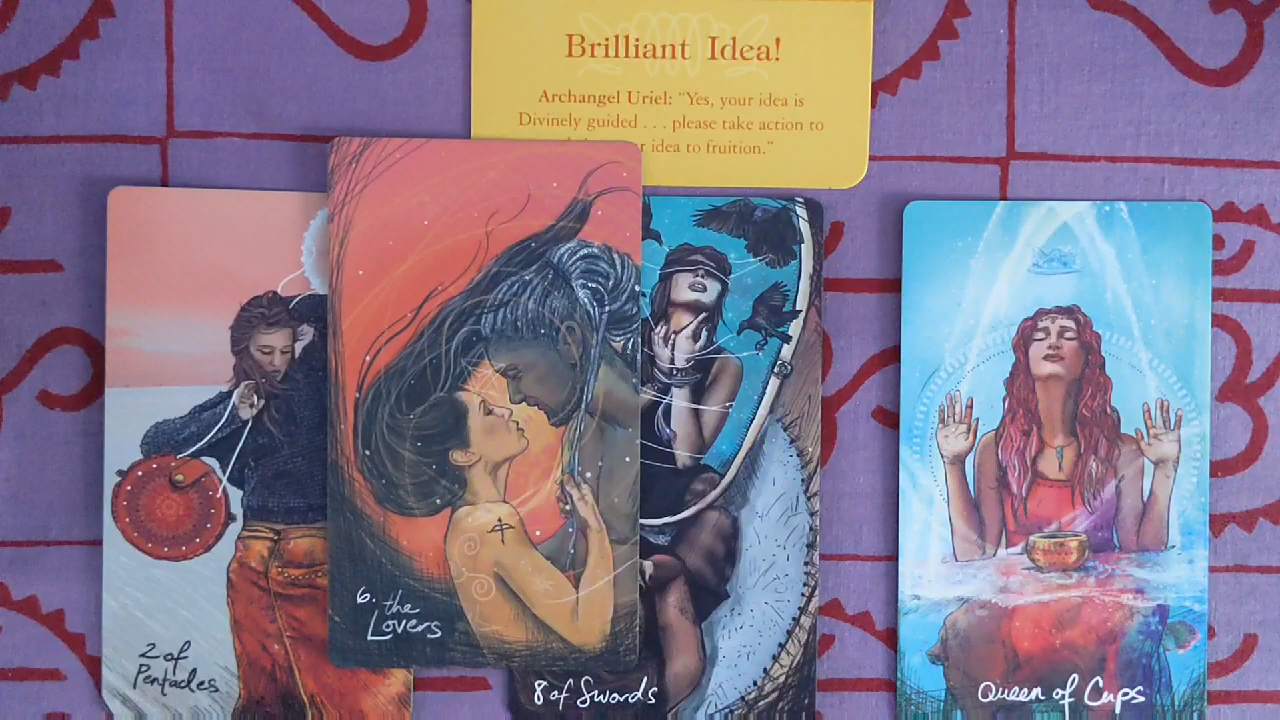 Brilliant Idea!
Archangel Uriel: "Yes, your idea is
Divinely guided . . . please take action to
idea to fruition."
2 of
Pentacles
6. the
Lovers
8 of Swords
Queen of Cups